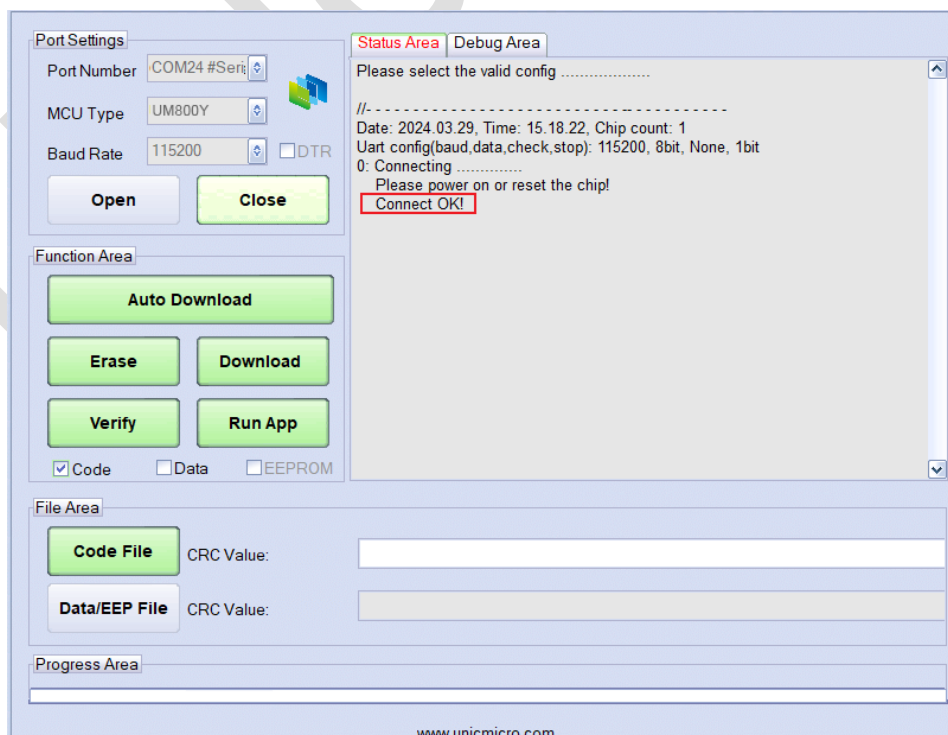 Port Settings
Port Number COM24 #Seri
MCU Type UM800Y
Baud Rate 115200 DTR
Open Close
Function Area
Auto Download
Erase Download
Verify Run App
Code Data EEPROM
Status Area Debug Area
Please select the valid config ...................
//- - - - - - - - - - - - - - - - - - - - - - - - - - -- - - - - - - - - - -
Date: 2024.03.29, Time: 15.18.22, Chip count: 1
Uart config(baud,data,check,stop): 115200, 8bit, None, 1bit
0: Connecting ..............
Please power on or reset the chip!
Connect OK!
File Area
Code File CRC Value:
Data/EEP File CRC Value:
Progress Area
www.unicmicro.com